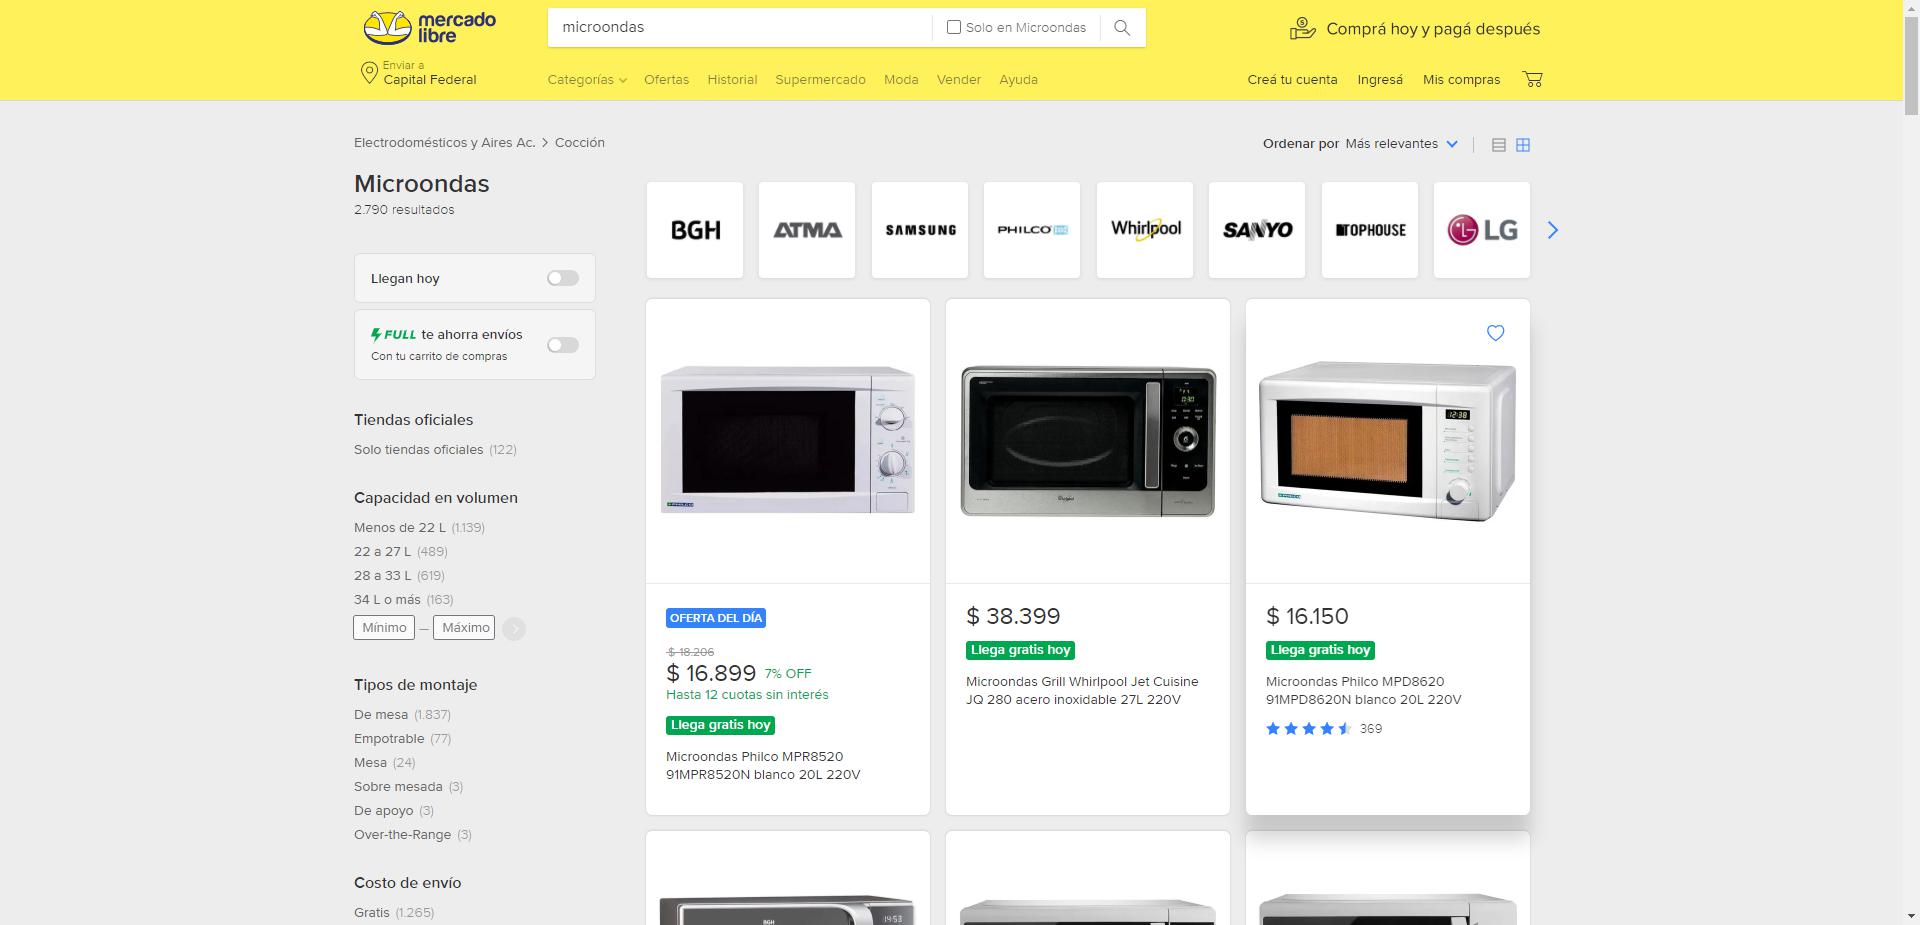 mercado
libre
microondas
Solo en Microondas
Comprá hoy y pagá después
Enviar a
Capital Federal
Categorías Ofertas Historial Supermercado Moda Vender Ayuda
Creá tu cuenta Ingresá Mis compras
Electrodomésticos y Aires Ac. > Cocción
Ordenar por Más relevantes
Microondas
2.790 resultados
Llegan hoy
FULL te ahorra envíos
Con tu carrito de compras
Tiendas oficiales
Solo tiendas oficiales (122)
Capacidad en volumen
Menos de 22 L (1.139)
22 a 27 L (489)
28 a 33 L (619)
34 L o más (163)
Mínimo — Máximo
Tipos de montaje
De mesa (1.837)
Empotrable (77)
Mesa (24)
Sobre mesada (3)
De apoyo (3)
Over-the-Range (3)
Costo de envío
Gratis (1.265)
BGH ATMA SAMSUNG PHILCO Whirlpool SANYO TOPHOUSE LG
PHILCO
OFERTA DEL DÍA
$ 18.206
$ 16.899 7% OFF
Hasta 12 cuotas sin interés
Llega gratis hoy
Microondas Philco MPR8520
91MPR8520N blanco 20L 220V
Whirlpool
$ 38.399
Llega gratis hoy
Microondas Grill Whirlpool Jet Cuisine
JQ 280 acero inoxidable 27L 220V
12:38
PHILCO
$ 16.150
Llega gratis hoy
Microondas Philco MPD8620
91MPD8620N blanco 20L 220V
369
BGH
14:53